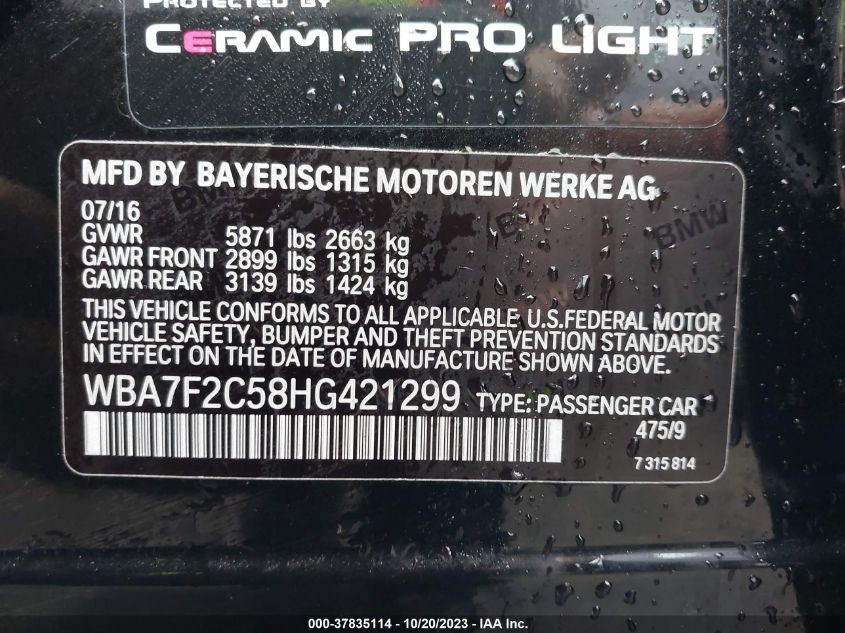 PROTECTED BY
CERAMIC PRO LIGHT
MFD BY BAYERISCHE MOTOREN WERKE AG
BMW
07/16
GVWR 5871 lbs 2663 kg
GAWR FRONT 2899 lbs 1315 kg
GAWR REAR 3139 lbs 1424 kg
THIS VEHICLE CONFORMS TO ALL APPLICABLE U.S.FEDERAL MOTOR
VEHICLE SAFETY, BUMPER AND THEFT PREVENTION STANDARDS
IN EFFECT ON THE DATE OF MANUFACTURE SHOWN ABOVE.
WBA7F2C58HG421299 TYPE: PASSENGER CAR
475/9
7 315 814
000-37835114 - 10/20/2023 - IAA Inc.